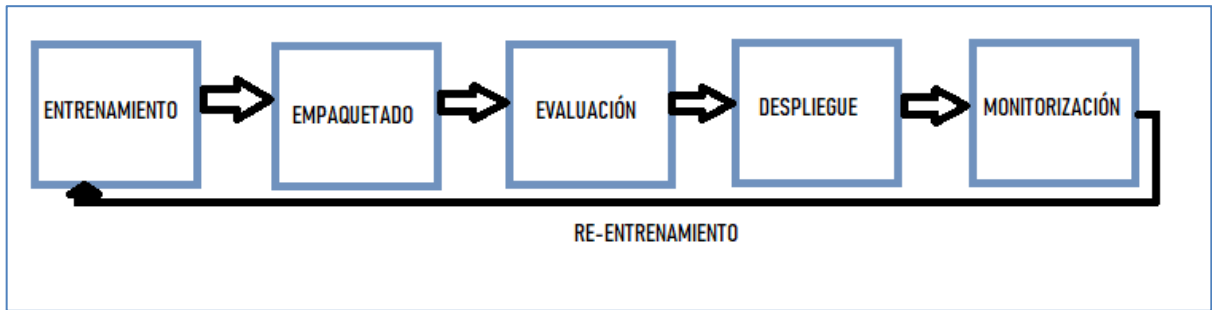 ENTRENAMIENTO
EMPAQUETADO
EVALUACIÓN
DESPLIEGUE
MONITORIZACIÓN
RE-ENTRENAMIENTO